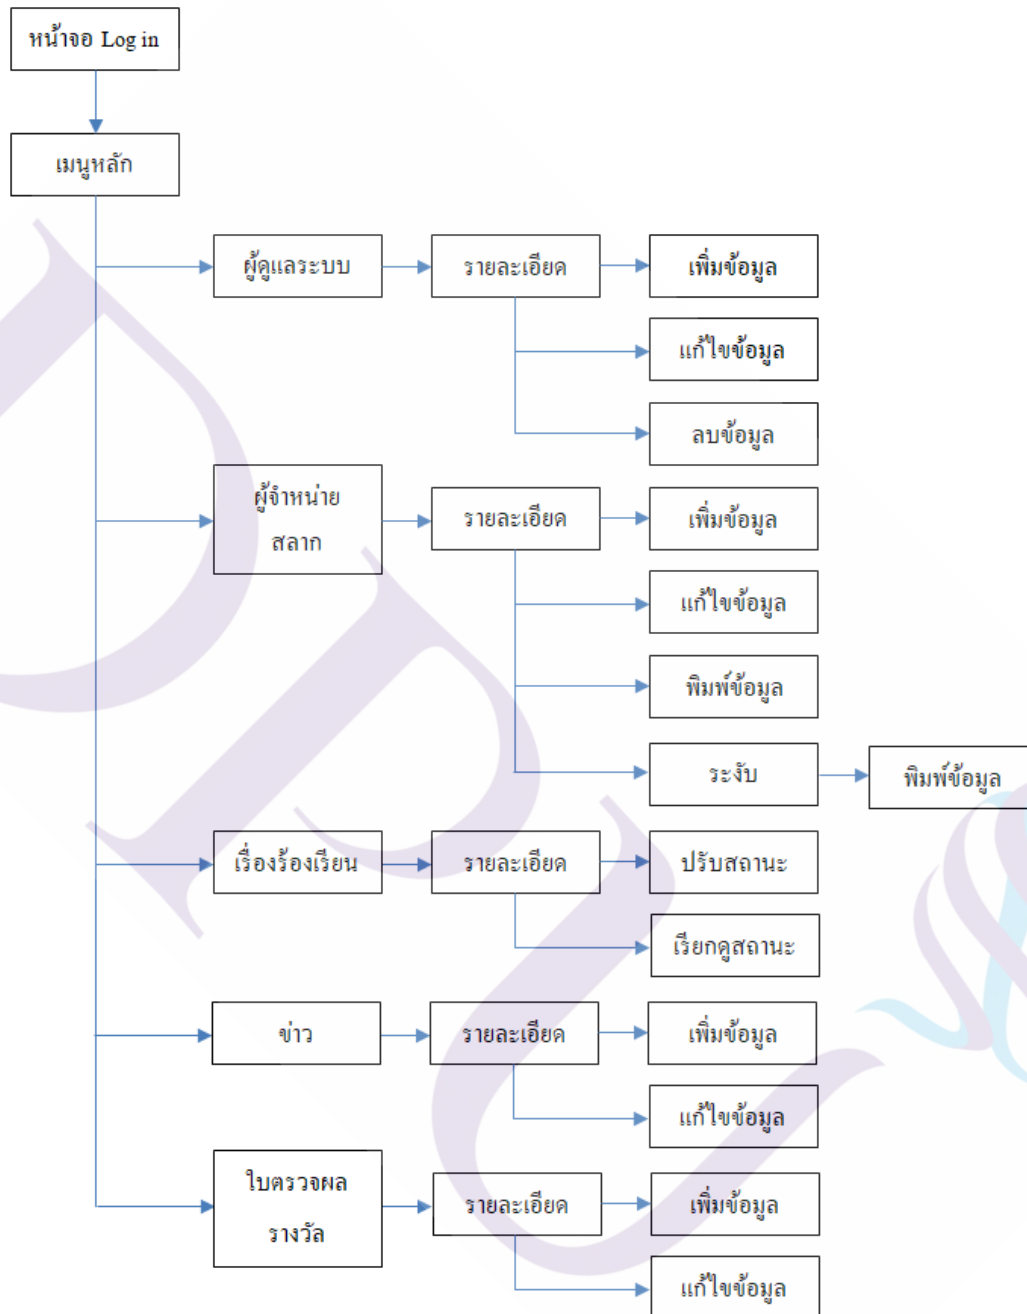 หน้าจอ Log in
เมนูหลัก
ผู้ดูแลระบบ
รายละเอียด
เพิ่มข้อมูล
แก้ไขข้อมูล
ลบข้อมูล
ผู้จำหน่าย
สลาก
รายละเอียด
เพิ่มข้อมูล
แก้ไขข้อมูล
พิมพ์ข้อมูล
ระงับ
พิมพ์ข้อมูล
เรื่องร้องเรียน
รายละเอียด
ปรับสถานะ
เรียกดูสถานะ
ข่าว
รายละเอียด
เพิ่มข้อมูล
แก้ไขข้อมูล
ใบตรวจผล
รางวัล
รายละเอียด
เพิ่มข้อมูล
แก้ไขข้อมูล
DPU